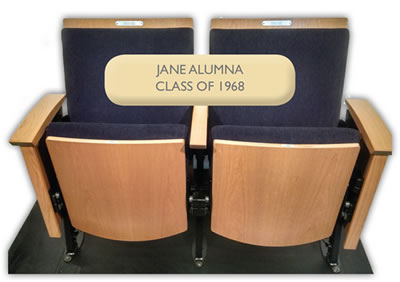 JANE ALUMNA
CLASS OF 1968